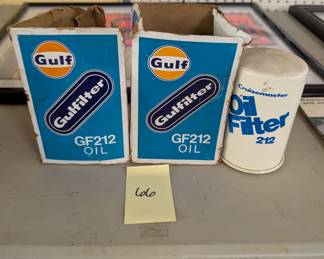 Gulf
Gulfilter
GF212
OIL
Gulf
Gulfilter
GF212
OIL
Cruisemaster
Oil
Filter
212
66